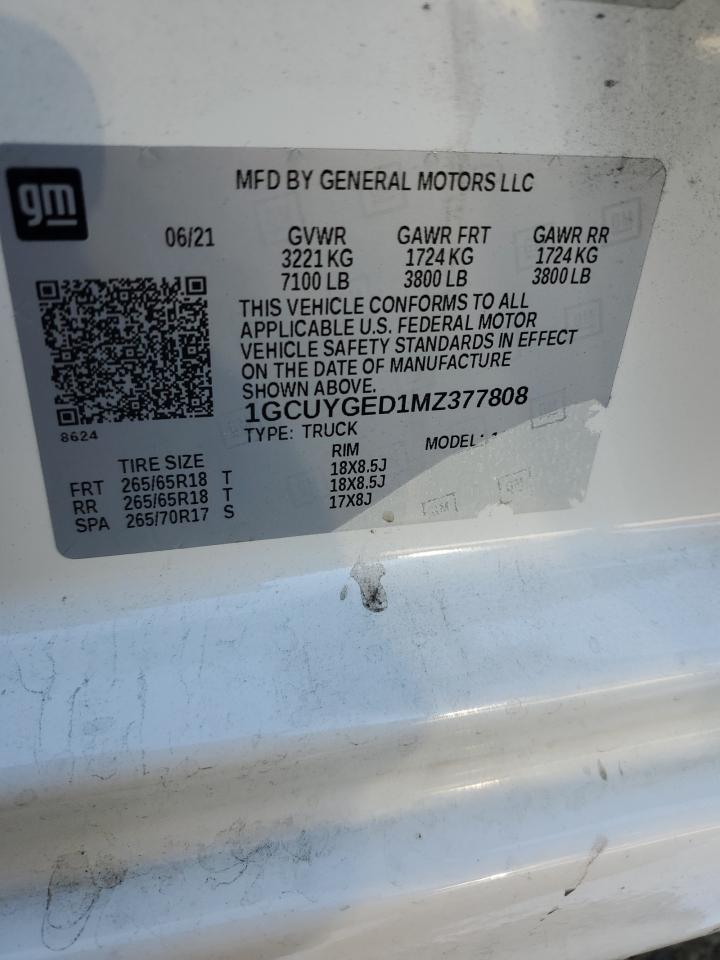 gm
MFD BY GENERAL MOTORS LLC
06/21 GVWR GAWR FRT GAWR RR
3221 KG 1724 KG 1724 KG
7100 LB 3800 LB 3800 LB
THIS VEHICLE CONFORMS TO ALL
APPLICABLE U.S. FEDERAL MOTOR
VEHICLE SAFETY STANDARDS IN EFFECT
ON THE DATE OF MANUFACTURE
SHOWN ABOVE.
1GCUYGED1MZ377808
8624
TYPE: TRUCK MODEL:
TIRE SIZE RIM
FRT 265/65R18 T 18X8.5J
RR 265/65R18 T 18X8.5J
SPA 265/70R17 S 17X8J